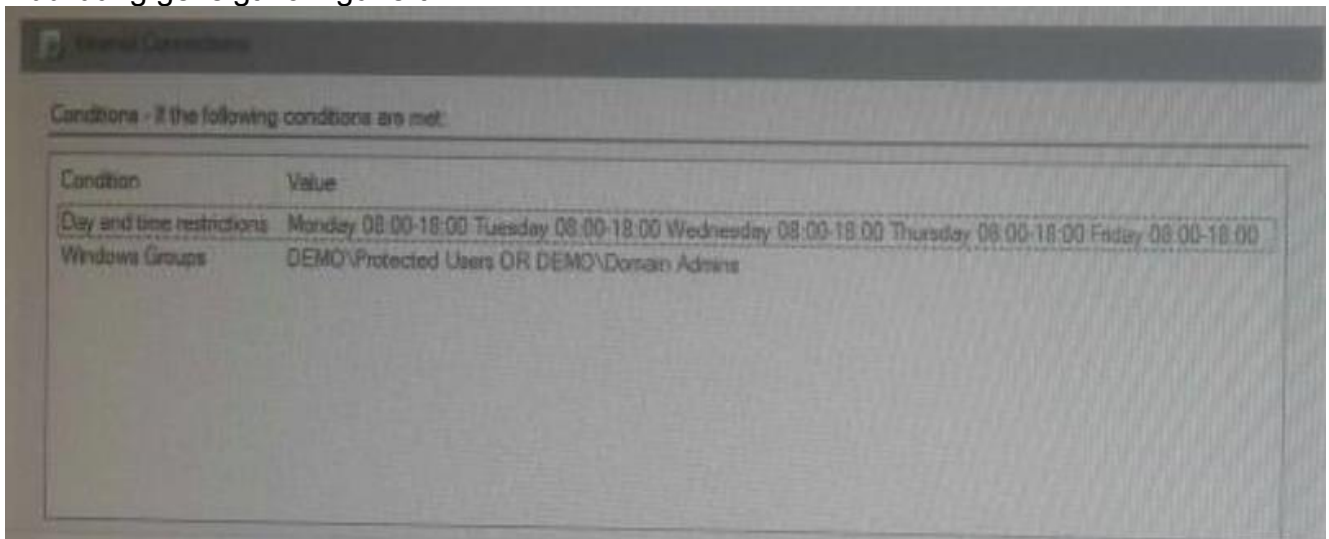 Connections
Conditions - If the following conditions are met:
Condition Value
Day and time restrictions Monday 08:00-18:00 Tuesday 08:00-18:00 Wednesday 08:00-18:00 Thursday 08:00-18:00 Friday 08:00-18:00
Windows Groups DEMO\Protected Users OR DEMO\Domain Admins